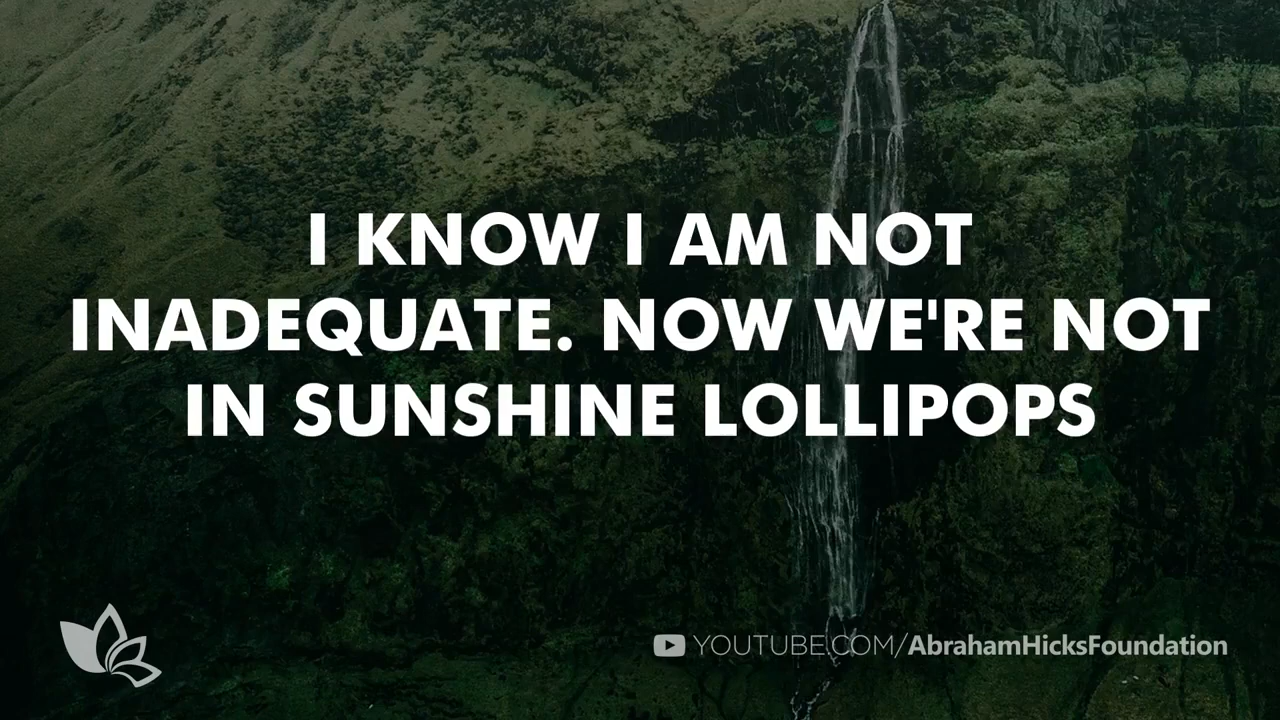 I KNOW I AM NOT
INADEQUATE. NOW WE'RE NOT
IN SUNSHINE LOLLIPOPS
YOUTUBE.COM/AbrahamHicksFoundation